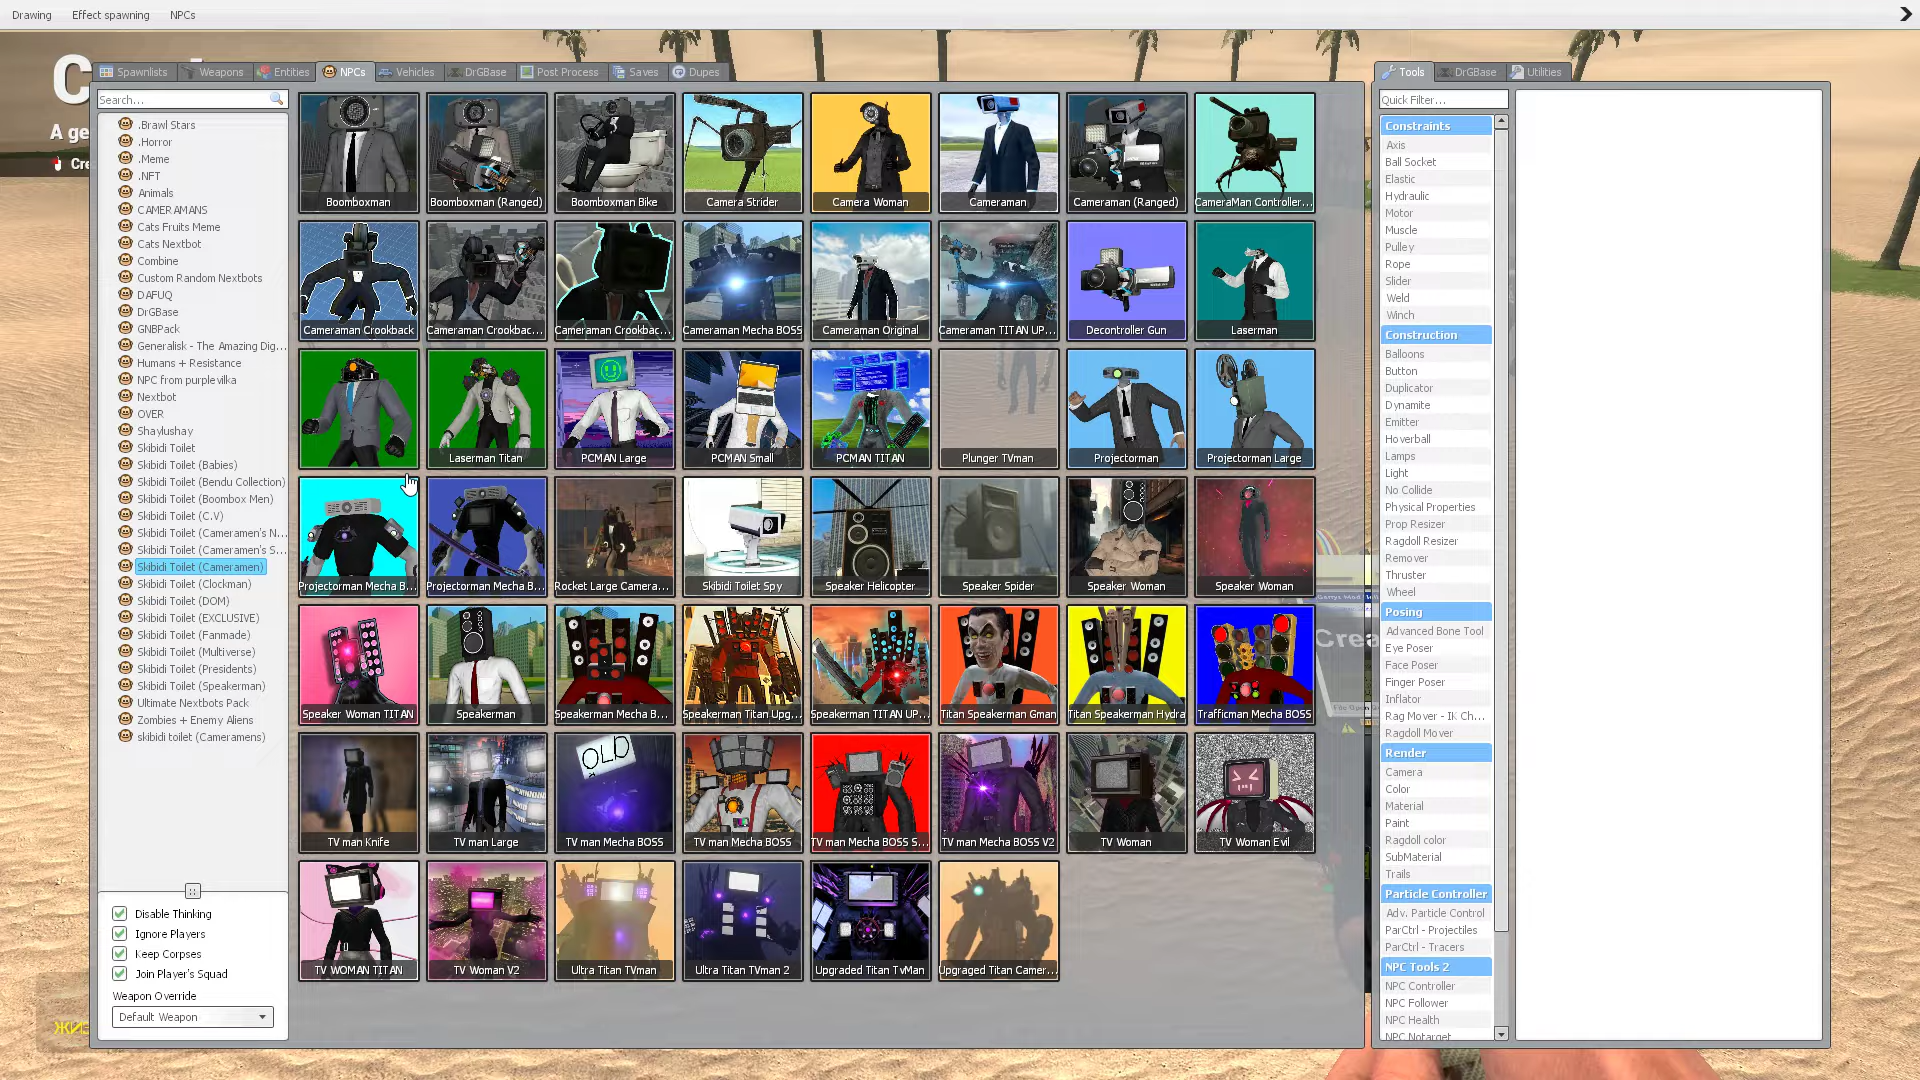 Drawing Effect spawning NPCs
Spawnlists Weapons Entities NPCs Vehicles DrGBase Post Process Saves Dupes
Tools DrGBase Utilities
C
A ge
Cre
Search...
.Brawl Stars
.Horror
.Meme
.NFT
Animals
CAMERAMANS
Cats Fruits Meme
Cats Nextbot
Combine
Custom Random Nextbots
DAFUQ
DrGBase
GNBPack
Generalisk - The Amazing Dig...
Humans + Resistance
NPC from purplevilka
Nextbot
OVER
Shaylushay
Skibidi Toilet
Skibidi Toilet (Babies)
Skibidi Toilet (Bendu Collection)
Skibidi Toilet (Boombox Men)
Skibidi Toilet (C.V)
Skibidi Toilet (Cameramen's N...
Skibidi Toilet (Cameramen's S...
Skibidi Toilet (Cameramen)
Skibidi Toilet (Clockman)
Skibidi Toilet (DOM)
Skibidi Toilet (EXCLUSIVE)
Skibidi Toilet (Fanmade)
Skibidi Toilet (Multiverse)
Skibidi Toilet (Presidents)
Skibidi Toilet (Speakerman)
Ultimate Nextbots Pack
Zombies + Enemy Aliens
skibidi toilet (Cameramens)
Disable Thinking
Ignore Players
Keep Corpses
Join Player's Squad
Weapon Override
Default Weapon
ЖИЗ
Boomboxman Boomboxman (Ranged) Boomboxman Bike Camera Strider Camera Woman Cameraman Cameraman (Ranged) CameraMan Controller...
Cameraman Crookback Cameraman Crookbac... Cameraman Crookbac... Cameraman Mecha BOSS Cameraman Original Cameraman TITAN UP... Decontroller Gun Laserman
Laserman Titan PCMAN Large PCMAN Small PCMAN TITAN Plunger TVman Projectorman Projectorman Large
Projectorman Mecha B... Projectorman Mecha B... Rocket Large Camera... Skibidi Toilet Spy Speaker Helicopter Speaker Spider Speaker Woman Speaker Woman
Speaker Woman TITAN Speakerman Speakerman Mecha B... Speakerman Titan Upg... Speakerman TITAN UP... Titan Speakerman Gman Titan Speakerman Hydra Trafficman Mecha BOSS
OLD
TV man Knife TV man Large TV man Mecha BOSS TV man Mecha BOSS TV man Mecha BOSS S... TV man Mecha BOSS V2 TV Woman TV Woman Evil
TV WOMAN TITAN TV Woman V2 Ultra Titan TVman Ultra Titan TVman 2 Upgraded Titan TvMan Upgraged Titan Camer...
Crea
Quick Filter...
Constraints
Axis
Ball Socket
Elastic
Hydraulic
Motor
Muscle
Pulley
Rope
Slider
Weld
Winch
Construction
Balloons
Button
Duplicator
Dynamite
Emitter
Hoverball
Lamps
Light
No Collide
Physical Properties
Prop Resizer
Ragdoll Resizer
Remover
Thruster
Wheel
Posing
Advanced Bone Tool
Eye Poser
Face Poser
Finger Poser
Inflator
Rag Mover - IK Ch...
Ragdoll Mover
Render
Camera
Color
Material
Paint
Ragdoll color
SubMaterial
Trails
Particle Controller
Adv. Particle Control
ParCtrl - Projectiles
ParCtrl - Tracers
NPC Tools 2
NPC Controller
NPC Follower
NPC Health
NPC Notarget